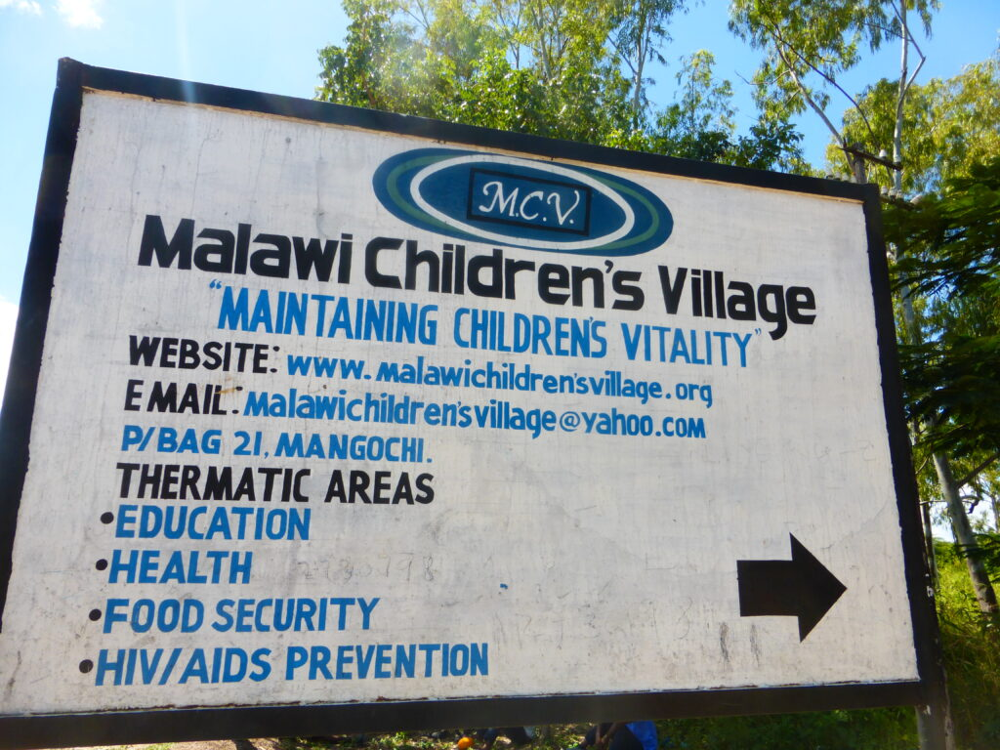 M.C.V.
Malawi Children's Village
"MAINTAINING CHILDREN'S VITALITY"
WEBSITE: www.malawichildren'svillage.org
EMAIL: malawichildren'svillage@yahoo.com
P/BAG 21, MANGOCHI.
THERMATIC AREAS
•EDUCATION
•HEALTH
•FOOD SECURITY
•HIV/AIDS PREVENTION